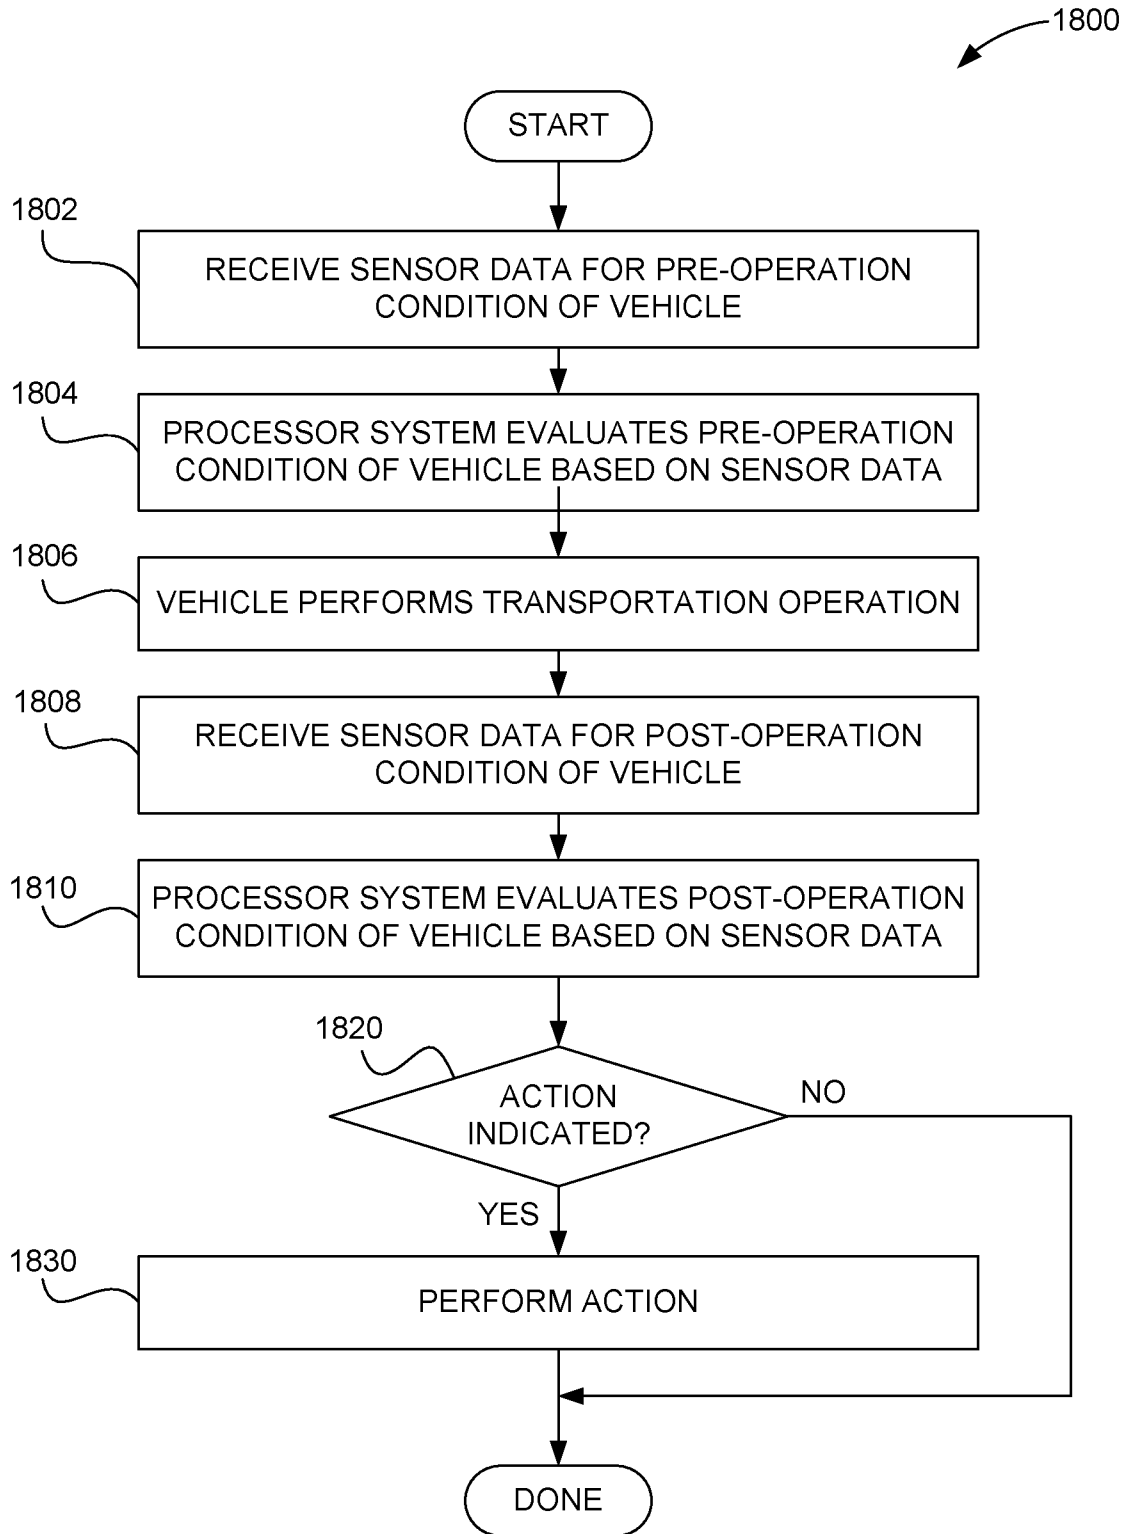 1800
START
1802
RECEIVE SENSOR DATA FOR PRE-OPERATION
CONDITION OF VEHICLE
1804
PROCESSOR SYSTEM EVALUATES PRE-OPERATION
CONDITION OF VEHICLE BASED ON SENSOR DATA
1806
VEHICLE PERFORMS TRANSPORTATION OPERATION
1808
RECEIVE SENSOR DATA FOR POST-OPERATION
CONDITION OF VEHICLE
1810
PROCESSOR SYSTEM EVALUATES POST-OPERATION
CONDITION OF VEHICLE BASED ON SENSOR DATA
1820
ACTION
INDICATED?
NO
YES
1830
PERFORM ACTION
DONE